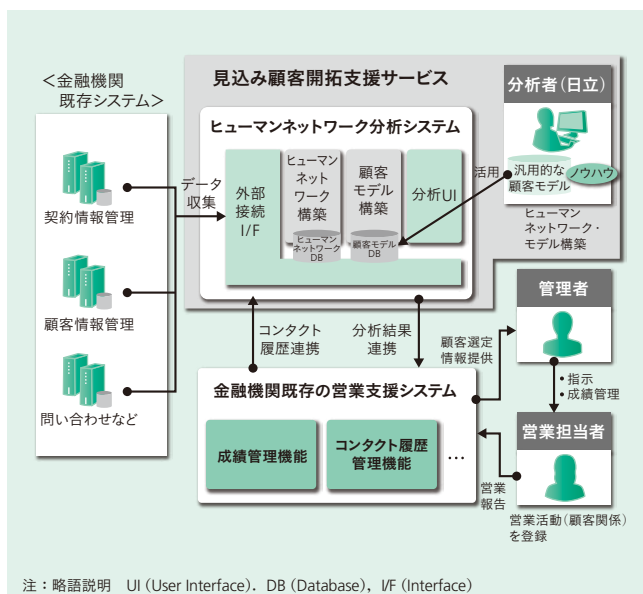 ＜金融機関
既存システム＞
契約情報管理
顧客情報管理
問い合わせなど
データ
収集
見込み顧客開拓支援サービス
ヒューマンネットワーク分析システム
外部
接続
I/F
ヒューマン
ネット
ワーク
構築
ヒューマン
ネットワーク
DB
顧客
モデル
構築
顧客モデル
DB
分析UI
活用
分析者（日立）
汎用的な
顧客モデル
ノウハウ
ヒューマン
ネットワーク・
モデル構築
コンタクト
履歴連携
分析結果
連携
顧客選定
情報提供
管理者
・指示
・成績管理
金融機関既存の営業支援システム
成績管理機能
コンタクト履歴
管理機能
…
営業
報告
営業担当者
営業活動（顧客関係）
を登録
注：略語説明　UI（User Interface）．DB（Database），I/F（Interface）